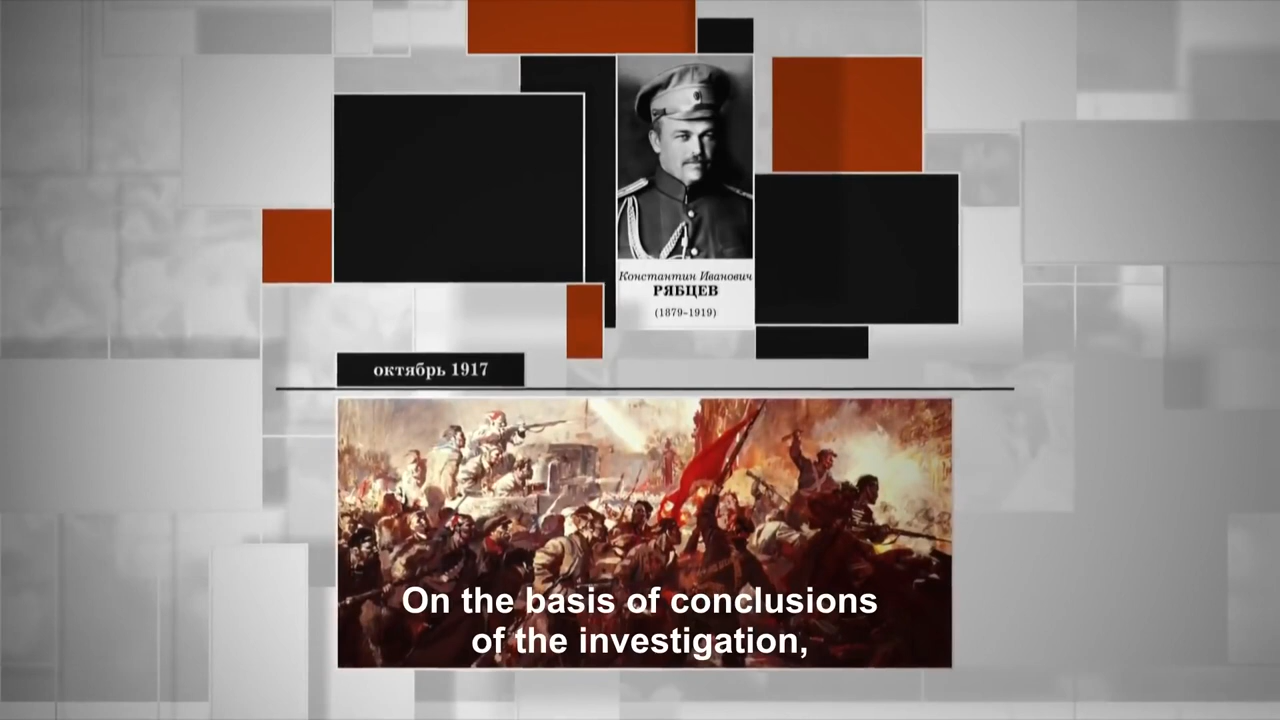 Константин Иванович
РЯБЦЕВ
(1879–1919)
октябрь 1917
On the basis of conclusions
of the investigation,